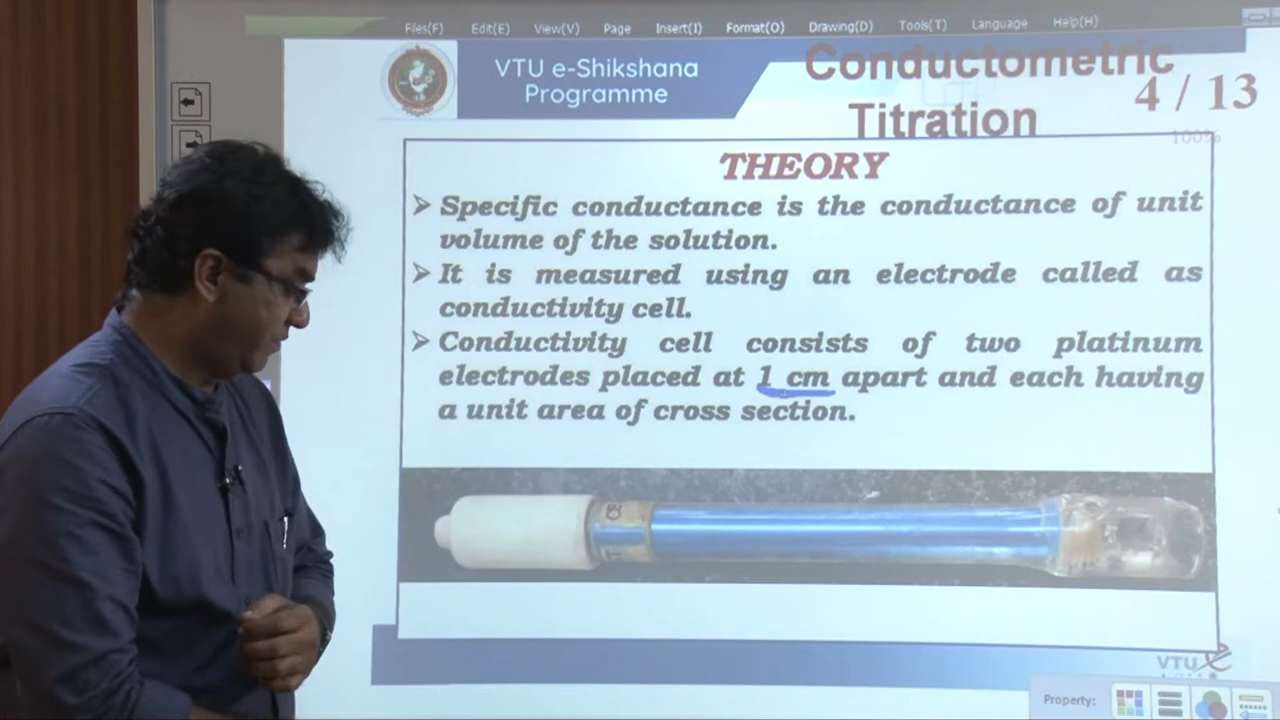 Files(F) Edit(E) View(V) Page Insert(I) Format(O) Drawing(D) Tools(T) Language Help(H)
VTU e-Shikshana
Programme
Conductometric
Titration
4 / 13
100%
THEORY
Specific conductance is the conductance of unit
volume of the solution.
It is measured using an electrode called as
conductivity cell.
Conductivity cell consists of two platinum
electrodes placed at 1 cm apart and each having
a unit area of cross section.
VTU e
Property: